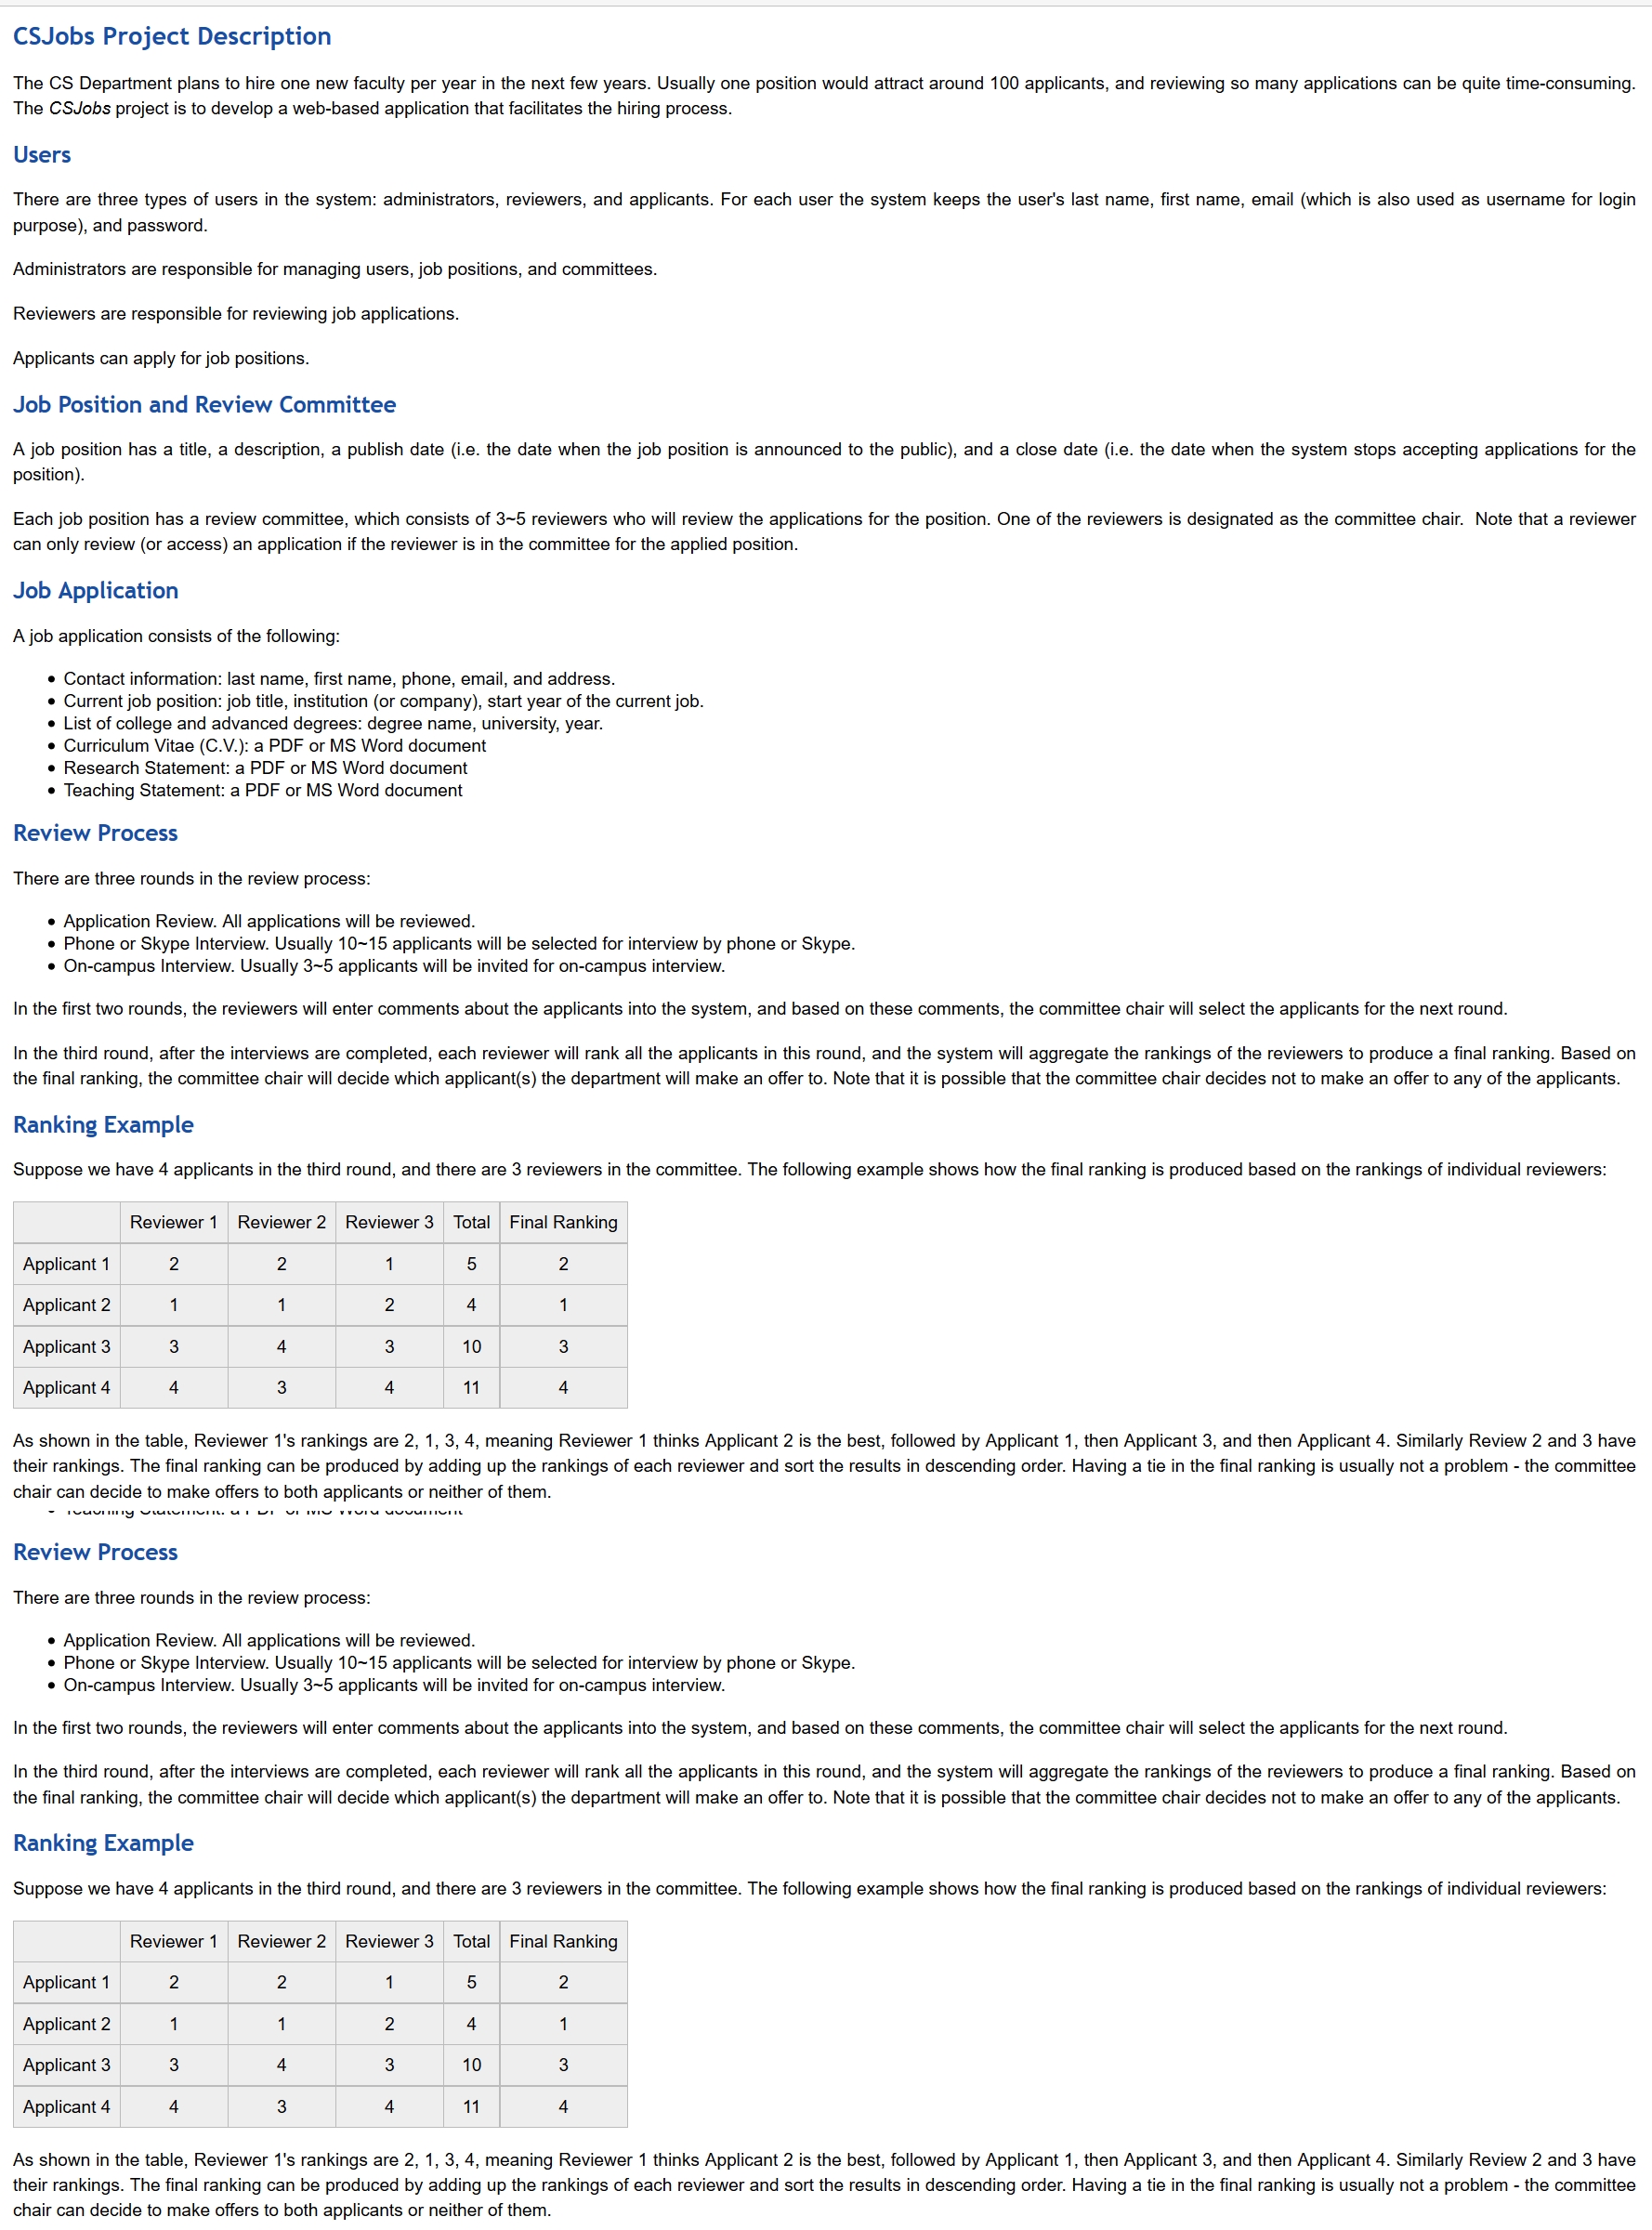 CSJobs Project Description
The CS Department plans to hire one new faculty per year in the next few years. Usually one position would attract around 100 applicants, and reviewing so many applications can be quite time-consuming.
The CSJobs project is to develop a web-based application that facilitates the hiring process.
Users
There are three types of users in the system: administrators, reviewers, and applicants. For each user the system keeps the user's last name, first name, email (which is also used as username for login
purpose), and password.
Administrators are responsible for managing users, job positions, and committees.
Reviewers are responsible for reviewing job applications.
Applicants can apply for job positions.
Job Position and Review Committee
A job position has a title, a description, a publish date (i.e. the date when the job position is announced to the public), and a close date (i.e. the date when the system stops accepting applications for the
position).
Each job position has a review committee, which consists of 3~5 reviewers who will review the applications for the position. One of the reviewers is designated as the committee chair.  Note that a reviewer
can only review (or access) an application if the reviewer is in the committee for the applied position.
Job Application
A job application consists of the following:
• Contact information: last name, first name, phone, email, and address.
• Current job position: job title, institution (or company), start year of the current job.
• List of college and advanced degrees: degree name, university, year.
• Curriculum Vitae (C.V.): a PDF or MS Word document
• Research Statement: a PDF or MS Word document
• Teaching Statement: a PDF or MS Word document
Review Process
There are three rounds in the review process:
• Application Review. All applications will be reviewed.
• Phone or Skype Interview. Usually 10~15 applicants will be selected for interview by phone or Skype.
• On-campus Interview. Usually 3~5 applicants will be invited for on-campus interview.
In the first two rounds, the reviewers will enter comments about the applicants into the system, and based on these comments, the committee chair will select the applicants for the next round.
In the third round, after the interviews are completed, each reviewer will rank all the applicants in this round, and the system will aggregate the rankings of the reviewers to produce a final ranking. Based on
the final ranking, the committee chair will decide which applicant(s) the department will make an offer to. Note that it is possible that the committee chair decides not to make an offer to any of the applicants.
Ranking Example
Suppose we have 4 applicants in the third round, and there are 3 reviewers in the committee. The following example shows how the final ranking is produced based on the rankings of individual reviewers:
Reviewer 1 Reviewer 2 Reviewer 3 Total Final Ranking
Applicant 1 2 2 1 5 2
Applicant 2 1 1 2 4 1
Applicant 3 3 4 3 10 3
Applicant 4 4 3 4 11 4
As shown in the table, Reviewer 1's rankings are 2, 1, 3, 4, meaning Reviewer 1 thinks Applicant 2 is the best, followed by Applicant 1, then Applicant 3, and then Applicant 4. Similarly Review 2 and 3 have
their rankings. The final ranking can be produced by adding up the rankings of each reviewer and sort the results in descending order. Having a tie in the final ranking is usually not a problem - the committee
chair can decide to make offers to both applicants or neither of them.
• Teaching Statement: a PDF or MS Word document
Review Process
There are three rounds in the review process:
• Application Review. All applications will be reviewed.
• Phone or Skype Interview. Usually 10~15 applicants will be selected for interview by phone or Skype.
• On-campus Interview. Usually 3~5 applicants will be invited for on-campus interview.
In the first two rounds, the reviewers will enter comments about the applicants into the system, and based on these comments, the committee chair will select the applicants for the next round.
In the third round, after the interviews are completed, each reviewer will rank all the applicants in this round, and the system will aggregate the rankings of the reviewers to produce a final ranking. Based on
the final ranking, the committee chair will decide which applicant(s) the department will make an offer to. Note that it is possible that the committee chair decides not to make an offer to any of the applicants.
Ranking Example
Suppose we have 4 applicants in the third round, and there are 3 reviewers in the committee. The following example shows how the final ranking is produced based on the rankings of individual reviewers:
Reviewer 1 Reviewer 2 Reviewer 3 Total Final Ranking
Applicant 1 2 2 1 5 2
Applicant 2 1 1 2 4 1
Applicant 3 3 4 3 10 3
Applicant 4 4 3 4 11 4
As shown in the table, Reviewer 1's rankings are 2, 1, 3, 4, meaning Reviewer 1 thinks Applicant 2 is the best, followed by Applicant 1, then Applicant 3, and then Applicant 4. Similarly Review 2 and 3 have
their rankings. The final ranking can be produced by adding up the rankings of each reviewer and sort the results in descending order. Having a tie in the final ranking is usually not a problem - the committee
chair can decide to make offers to both applicants or neither of them.